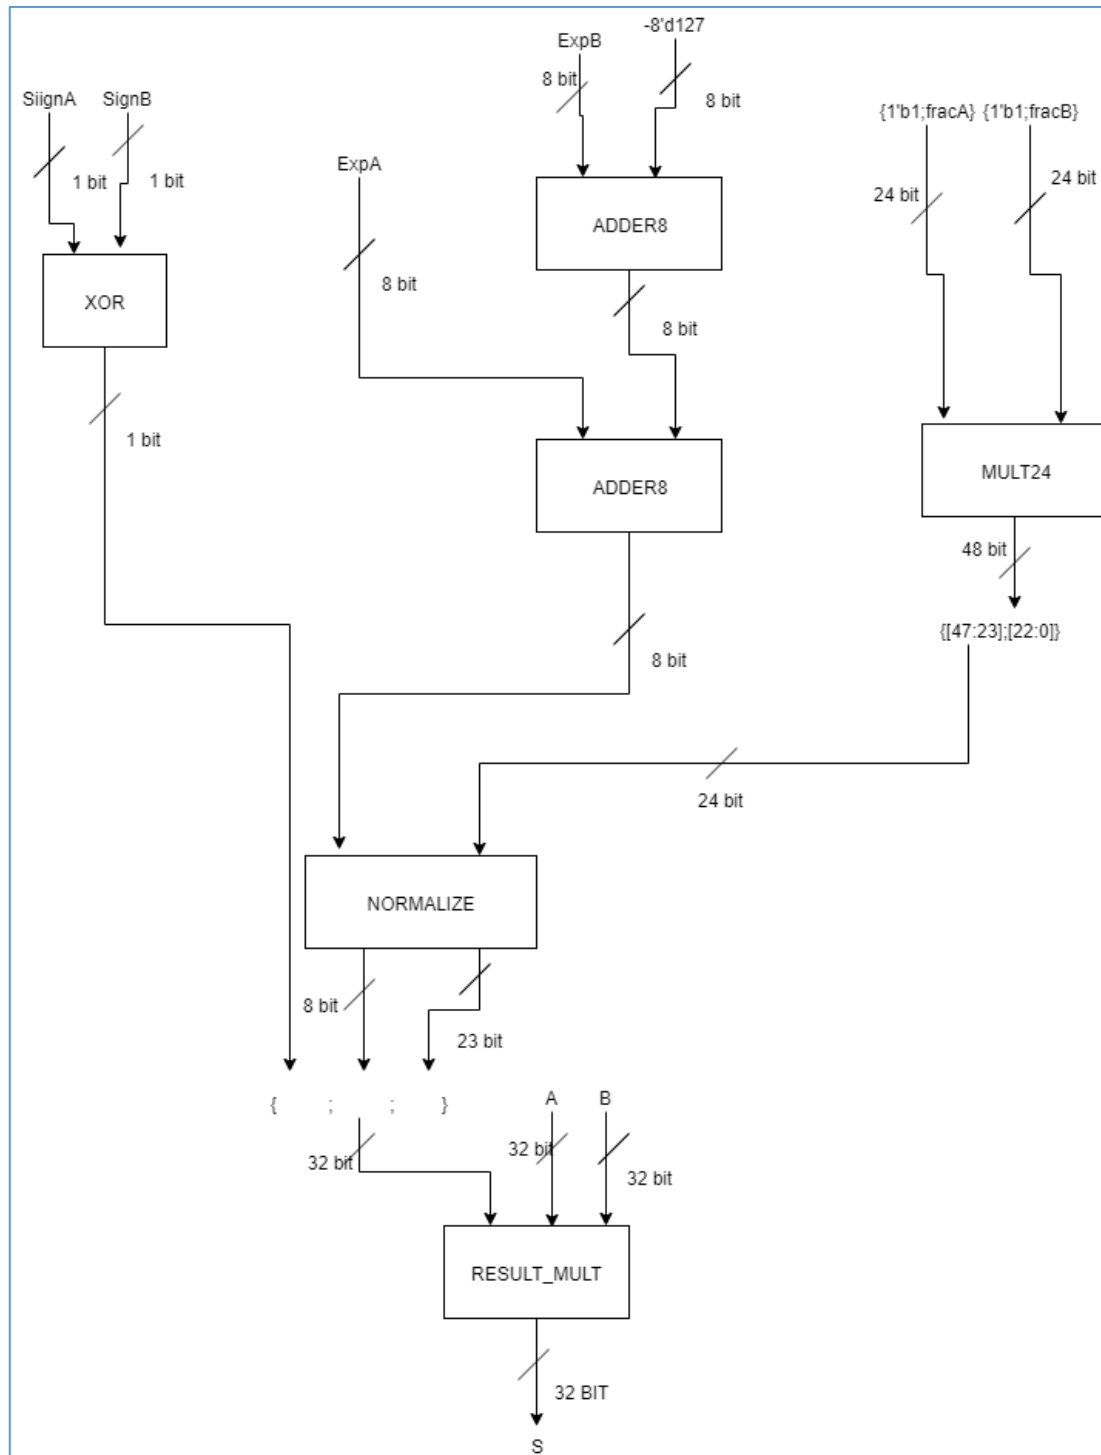 -8'd127
ExpB
8 bit
8 bit
SiignA SignB
{1'b1;fracA} {1'b1;fracB}
ExpA
1 bit
1 bit
24 bit
24 bit
ADDER8
8 bit
XOR
8 bit
1 bit
ADDER8
MULT24
48 bit
{[47:23];[22:0]}
8 bit
24 bit
NORMALIZE
8 bit
23 bit
{ ; ; }
A B
32 bit
32 bit
32 bit
RESULT_MULT
32 BIT
S